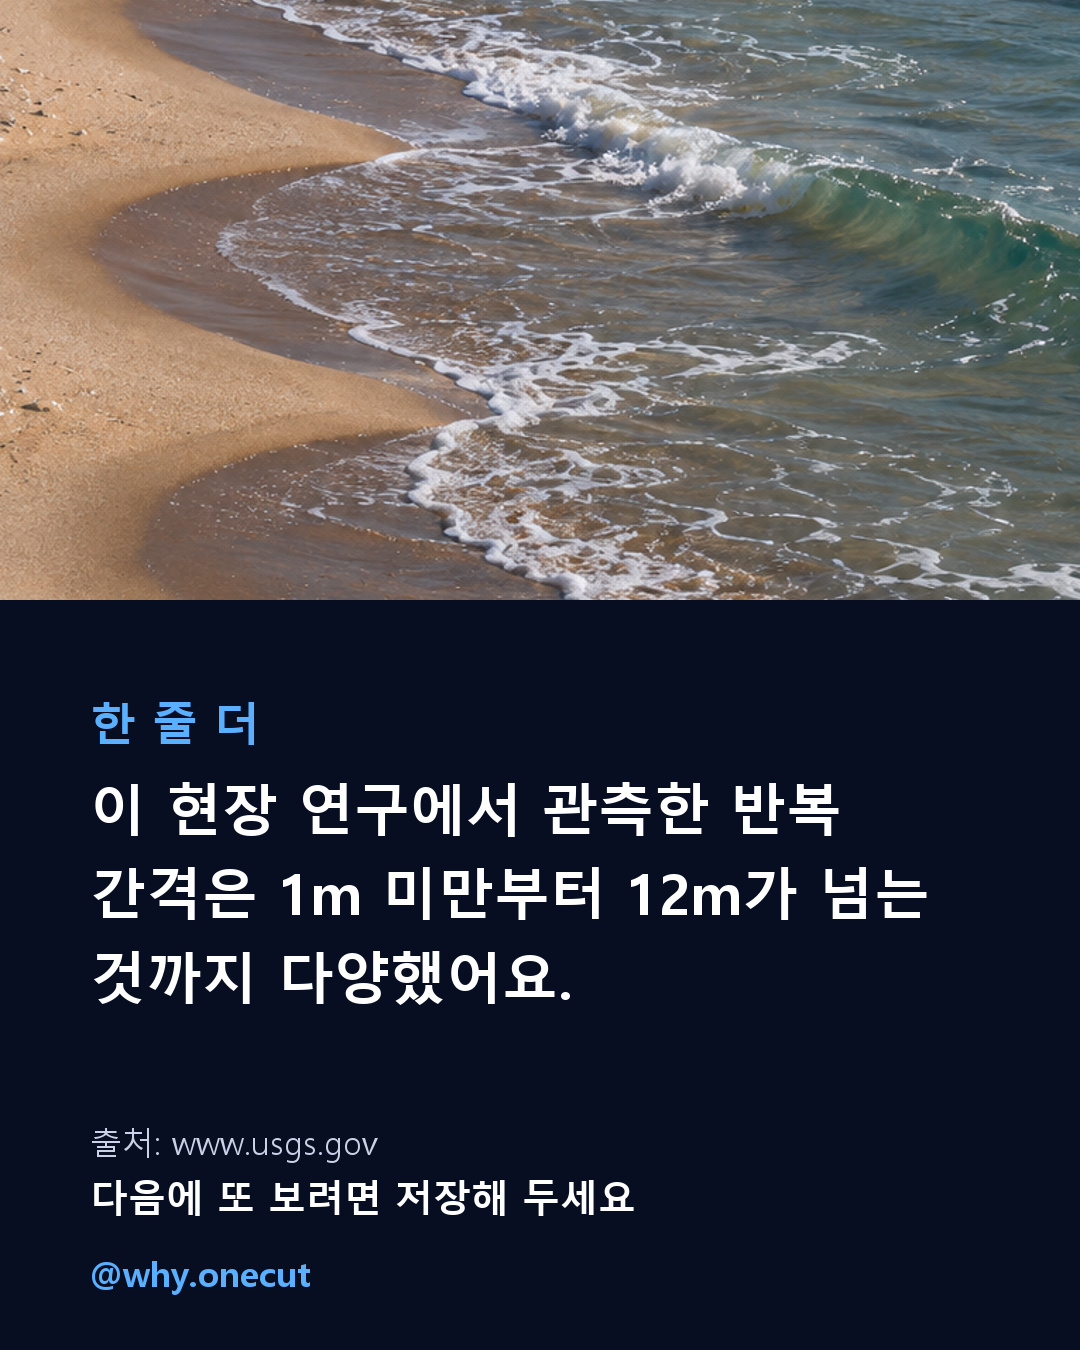 한 줄 더
이 현장 연구에서 관측한 반복
간격은 1m 미만부터 12m가 넘는
것까지 다양했어요.
출처: www.usgs.gov
다음에 또 보려면 저장해 두세요
@why.onecut